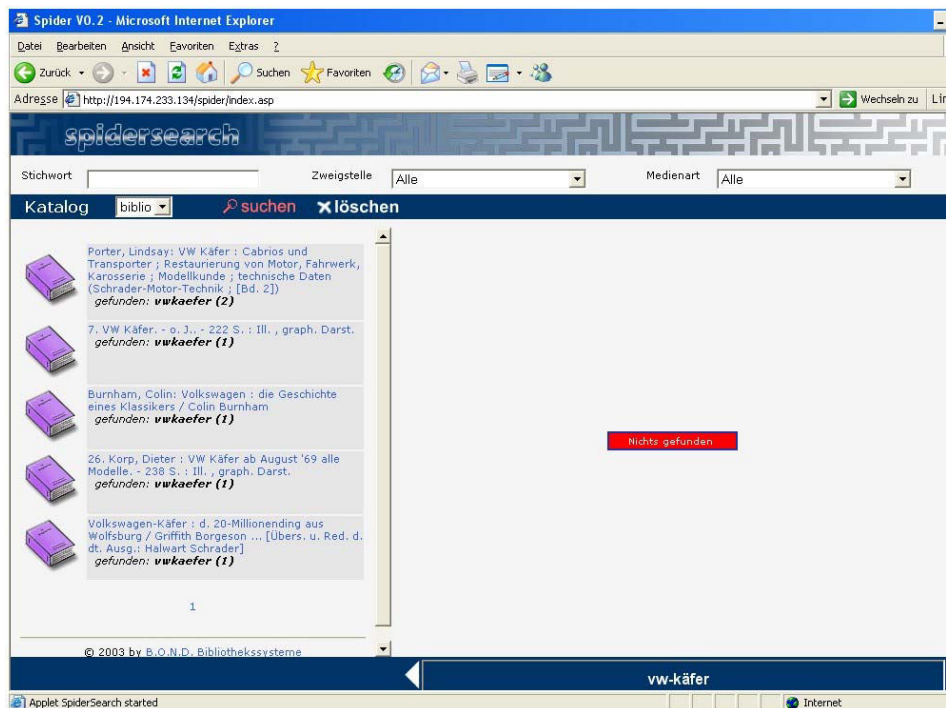 Spider V0.2 - Microsoft Internet Explorer
Datei Bearbeiten Ansicht Favoriten Extras ?
Zurück Suchen Favoriten
Adresse http://194.174.233.134/spider/index.asp Wechseln zu
spidersearch
Stichwort Zweigstelle Alle Medienart Alle
Katalog biblio suchen löschen
Porter, Lindsay: VW Käfer : Cabrios und
Transporter ; Restaurierung von Motor, Fahrwerk,
Karosserie ; Modellkunde ; technische Daten
(Schrader-Motor-Technik ; [Bd. 2])
gefunden: vwkaefer (2)
7. VW Käfer. - o. J.. - 222 S. : Ill. , graph. Darst.
gefunden: vwkaefer (1)
Burnham, Colin: Volkswagen : die Geschichte
eines Klassikers / Colin Burnham
gefunden: vwkaefer (1)
26. Korp, Dieter : VW Käfer ab August '69 alle
Modelle. - 238 S. : Ill. , graph. Darst.
gefunden: vwkaefer (1)
Volkswagen-Käfer : d. 20-Millionending aus
Wolfsburg / Griffith Borgeson ... [Übers. u. Red. d.
dt. Ausg.: Halwart Schrader]
gefunden: vwkaefer (1)
1
© 2003 by B.O.N.D. Bibliothekssysteme
Nichts gefunden
vw-käfer
Applet SpiderSearch started Internet